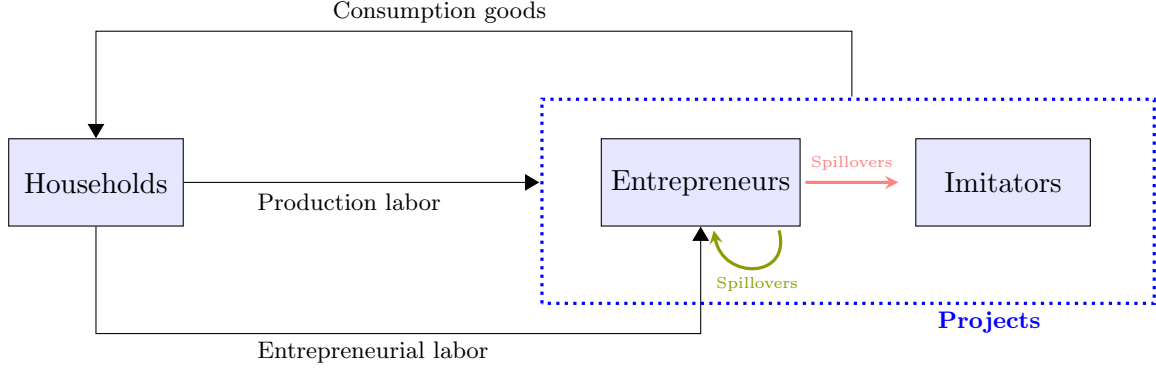 Consumption goods
Spillovers
Households
Entrepreneurs
Imitators
Production labor
Spillovers
Projects
Entrepreneurial labor